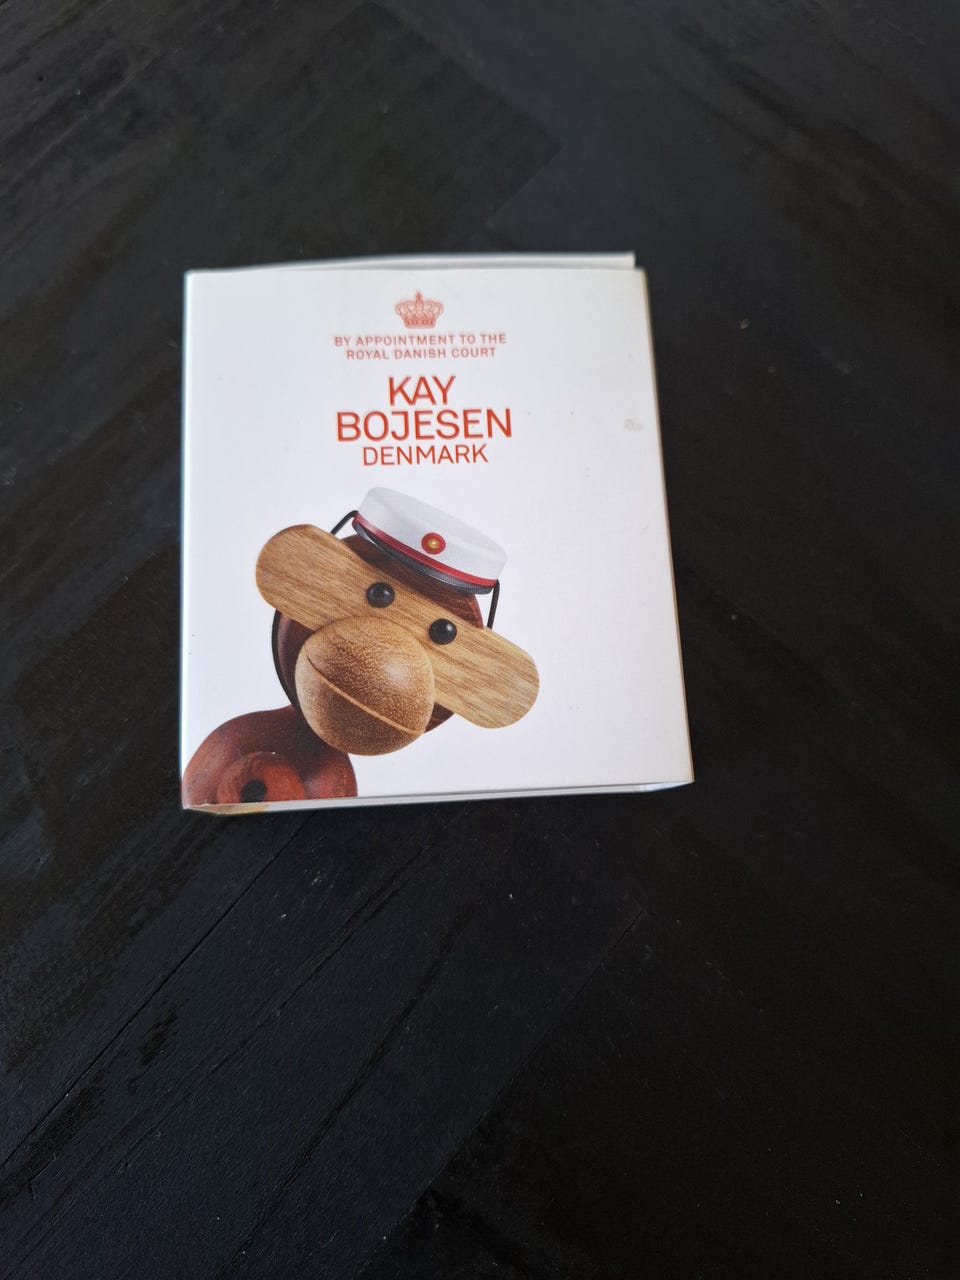 BY APPOINTMENT TO THE
ROYAL DANISH COURT
KAY
BOJESEN
DENMARK